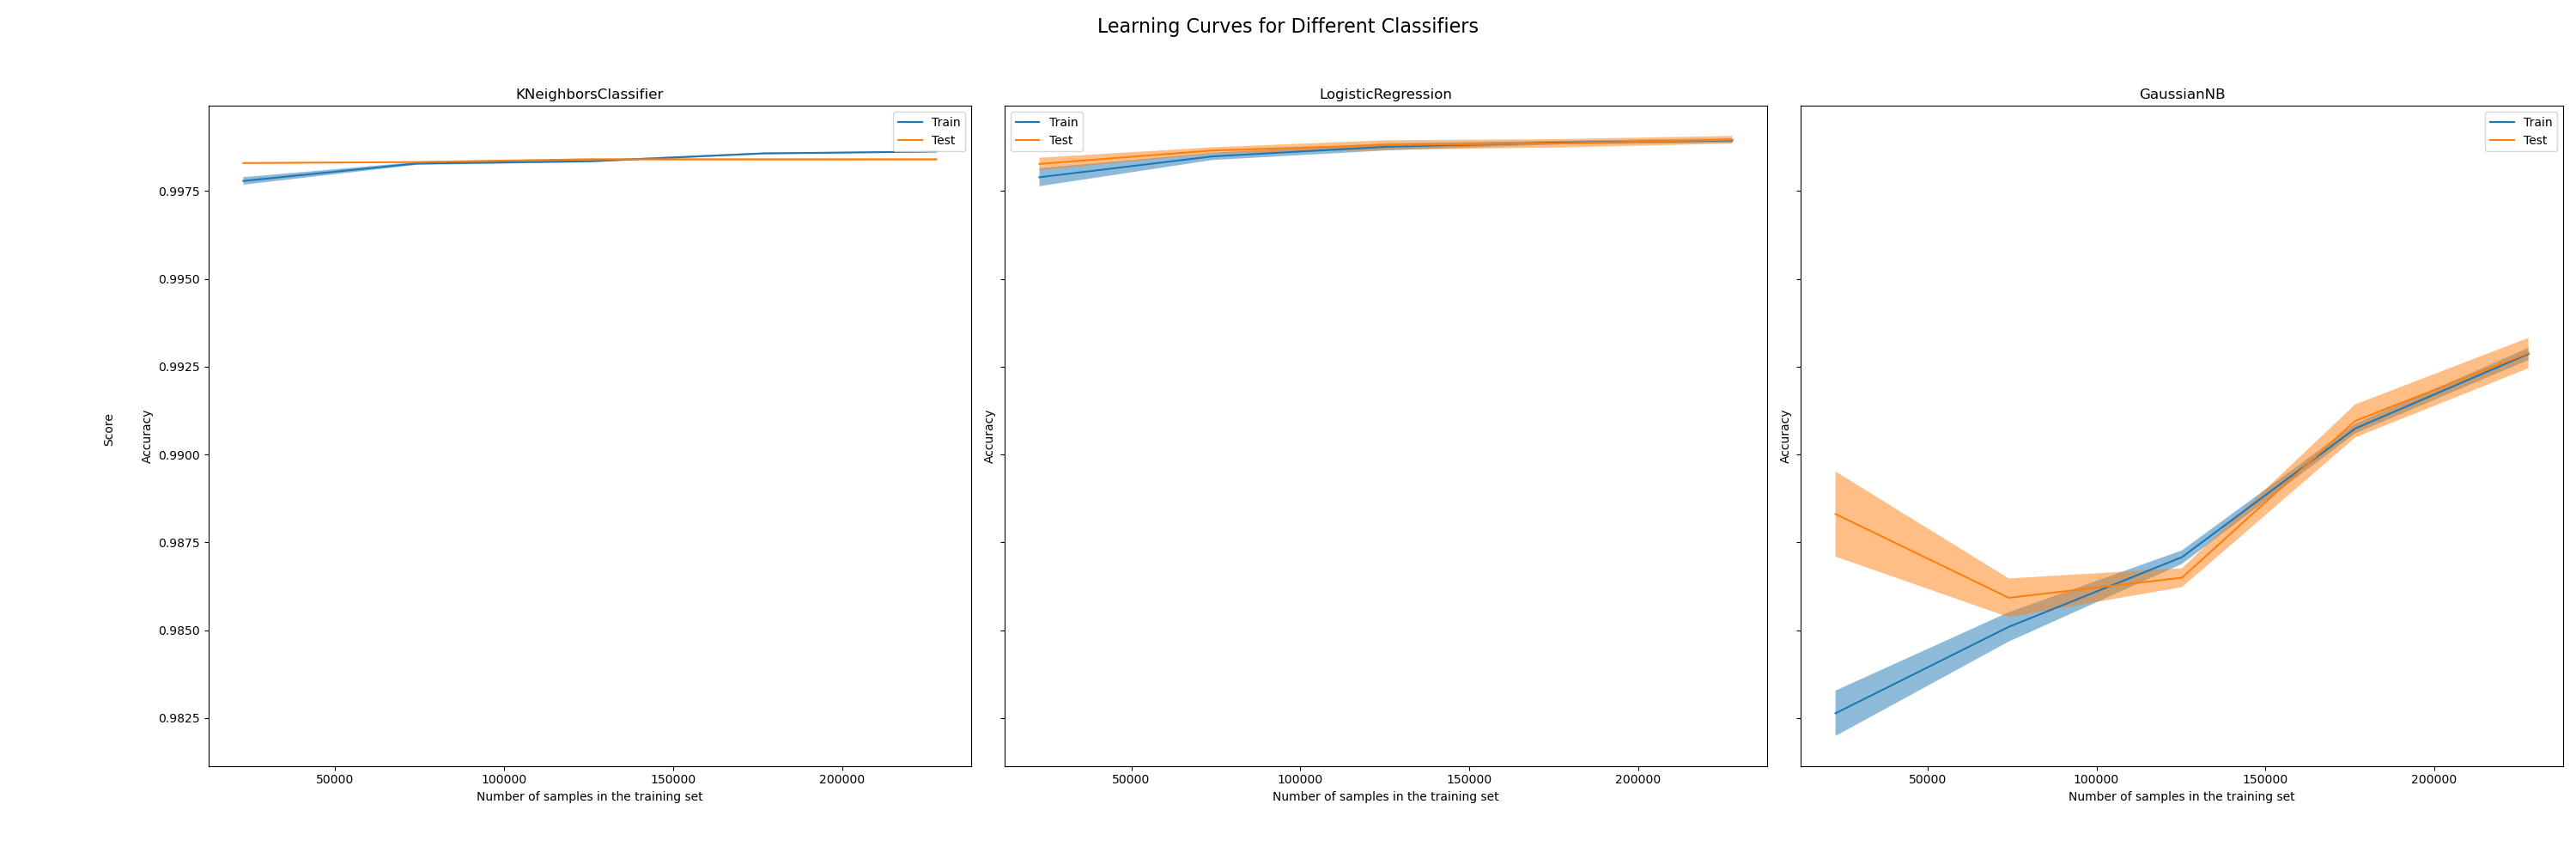 Learning Curves for Different Classifiers
KNeighborsClassifier
Train
Test
0.9975
0.9950
0.9925
0.9900
0.9875
0.9850
0.9825
Score
Accuracy
50000 100000 150000 200000
Number of samples in the training set
LogisticRegression
Train
Test
Accuracy
50000 100000 150000 200000
Number of samples in the training set
GaussianNB
Train
Test
Accuracy
50000 100000 150000 200000
Number of samples in the training set